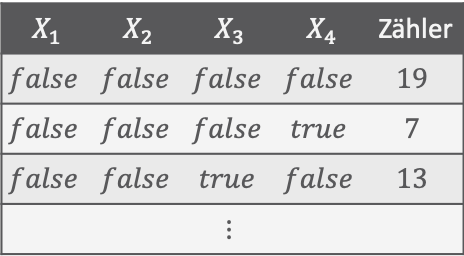 X₁ X₂ X₃ X₄ Zähler
false false false false 19
false false false true 7
false false true false 13
⋮